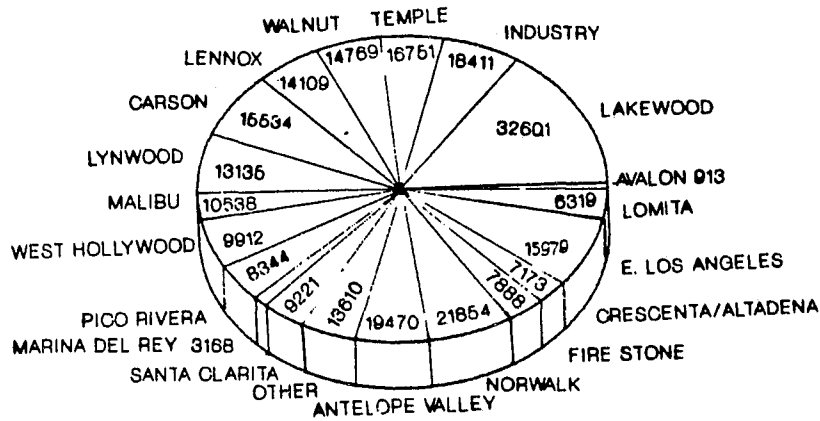 WALNUT TEMPLE INDUSTRY
LENNOX 14769 16751 18411
CARSON 14109 LAKEWOOD
15534 32601
LYNWOOD 13135
AVALON 913
MALIBU 10538 6319 LOMITA
WEST HOLLYWOOD 9912 15979
8344 7173 E. LOS ANGELES
9221 13610 19470 21854 7888
PICO RIVERA CRESCENTA/ALTADENA
MARINA DEL REY 3168 FIRE STONE
SANTA CLARITA
OTHER NORWALK
ANTELOPE VALLEY